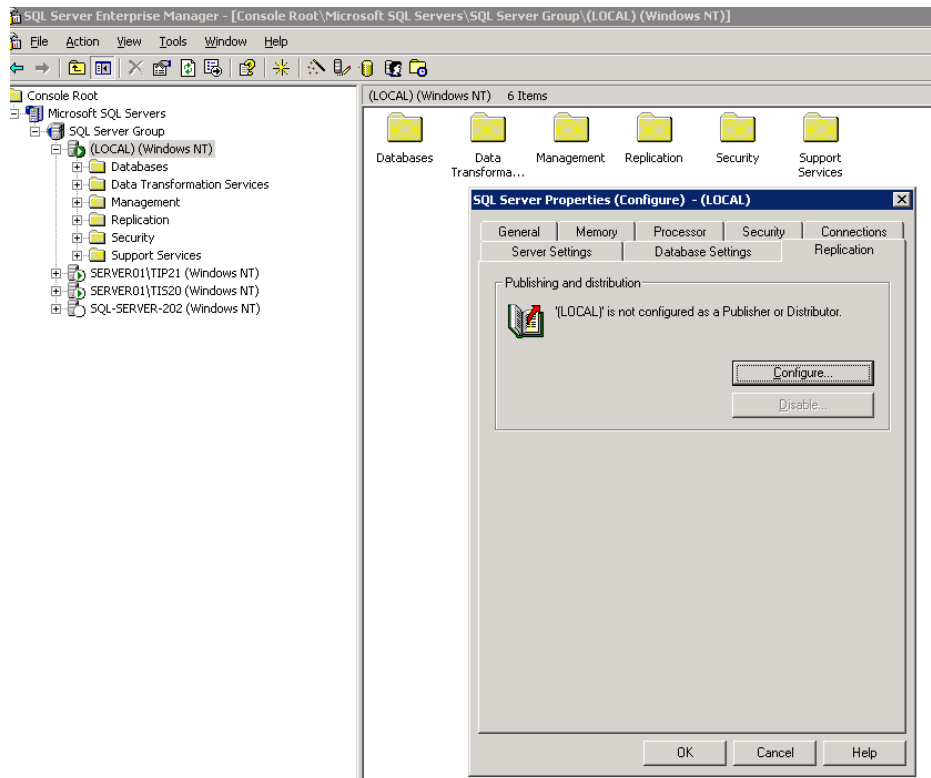 SQL Server Enterprise Manager - [Console Root\Microsoft SQL Servers\SQL Server Group\(LOCAL) (Windows NT)]
File Action View Tools Window Help
Console Root
Microsoft SQL Servers
SQL Server Group
(LOCAL) (Windows NT)
Databases
Data Transformation Services
Management
Replication
Security
Support Services
SERVER01\TIP21 (Windows NT)
SERVER01\TIS20 (Windows NT)
SQL-SERVER-202 (Windows NT)
(LOCAL) (Windows NT) 6 Items
Databases
Data
Transforma...
Management
Replication
Security
Support
Services
SQL Server Properties (Configure) - (LOCAL)
General Memory Processor Security Connections
Server Settings Database Settings Replication
Publishing and distribution
'(LOCAL)' is not configured as a Publisher or Distributor.
Configure...
Disable...
OK Cancel Help